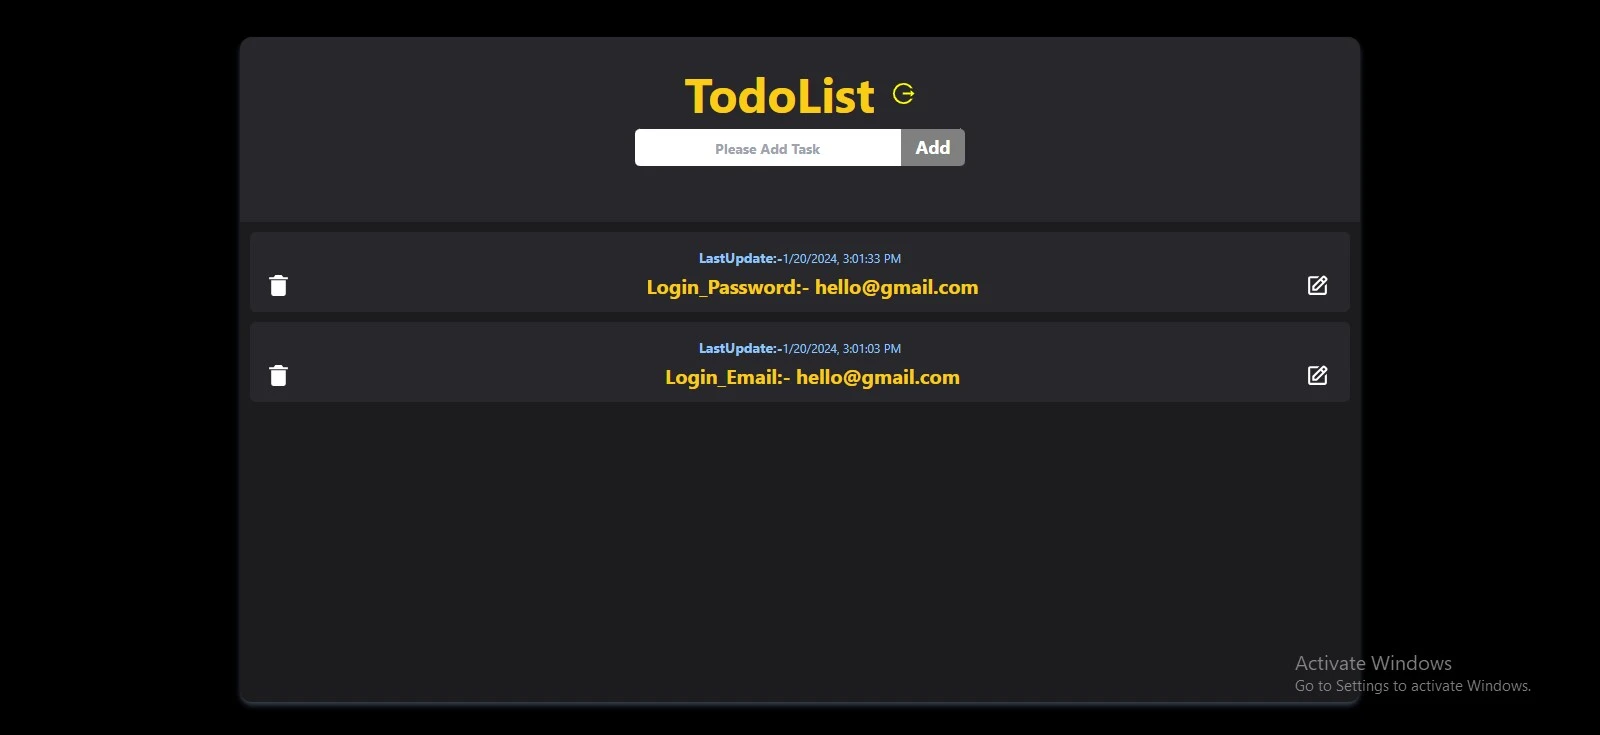 TodoList
Please Add Task
Add
LastUpdate:-1/20/2024, 3:01:33 PM
Login_Password:- hello@gmail.com
LastUpdate:-1/20/2024, 3:01:03 PM
Login_Email:- hello@gmail.com
Activate Windows
Go to Settings to activate Windows.